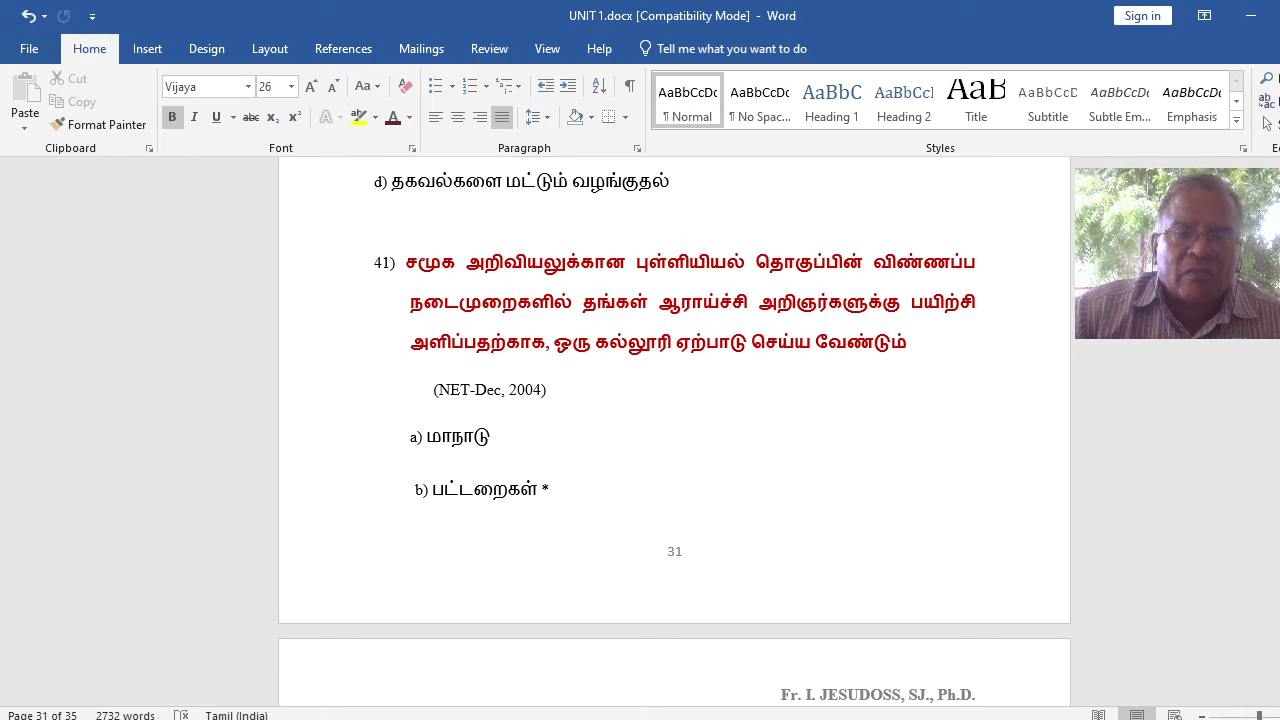 UNIT 1.docx [Compatibility Mode] - Word
Sign in
File Home Insert Design Layout References Mailings Review View Help Tell me what you want to do
Paste
Cut
Copy
Format Painter
Vijaya 26
AaBbCcDc AaBbCcDc AaBbC AaBbCcI AaB AaBbCcD AaBbCcDc AaBbCcDc
¶ Normal ¶ No Spac... Heading 1 Heading 2 Title Subtitle Subtle Em... Emphasis
Clipboard Font Paragraph Styles
d) தகவல்களை மட்டும் வழங்குதல்
41) சமூக அறிவியலுக்கான புள்ளியியல் தொகுப்பின் விண்ணப்ப
நடைமுறைகளில் தங்கள் ஆராய்ச்சி அறிஞர்களுக்கு பயிற்சி
அளிப்பதற்காக, ஒரு கல்லூரி ஏற்பாடு செய்ய வேண்டும்
(NET-Dec, 2004)
a) மாநாடு
b) பட்டறைகள் *
31
Fr. I. JESUDOSS, SJ., Ph.D.
Page 31 of 35 2732 words Tamil (India)